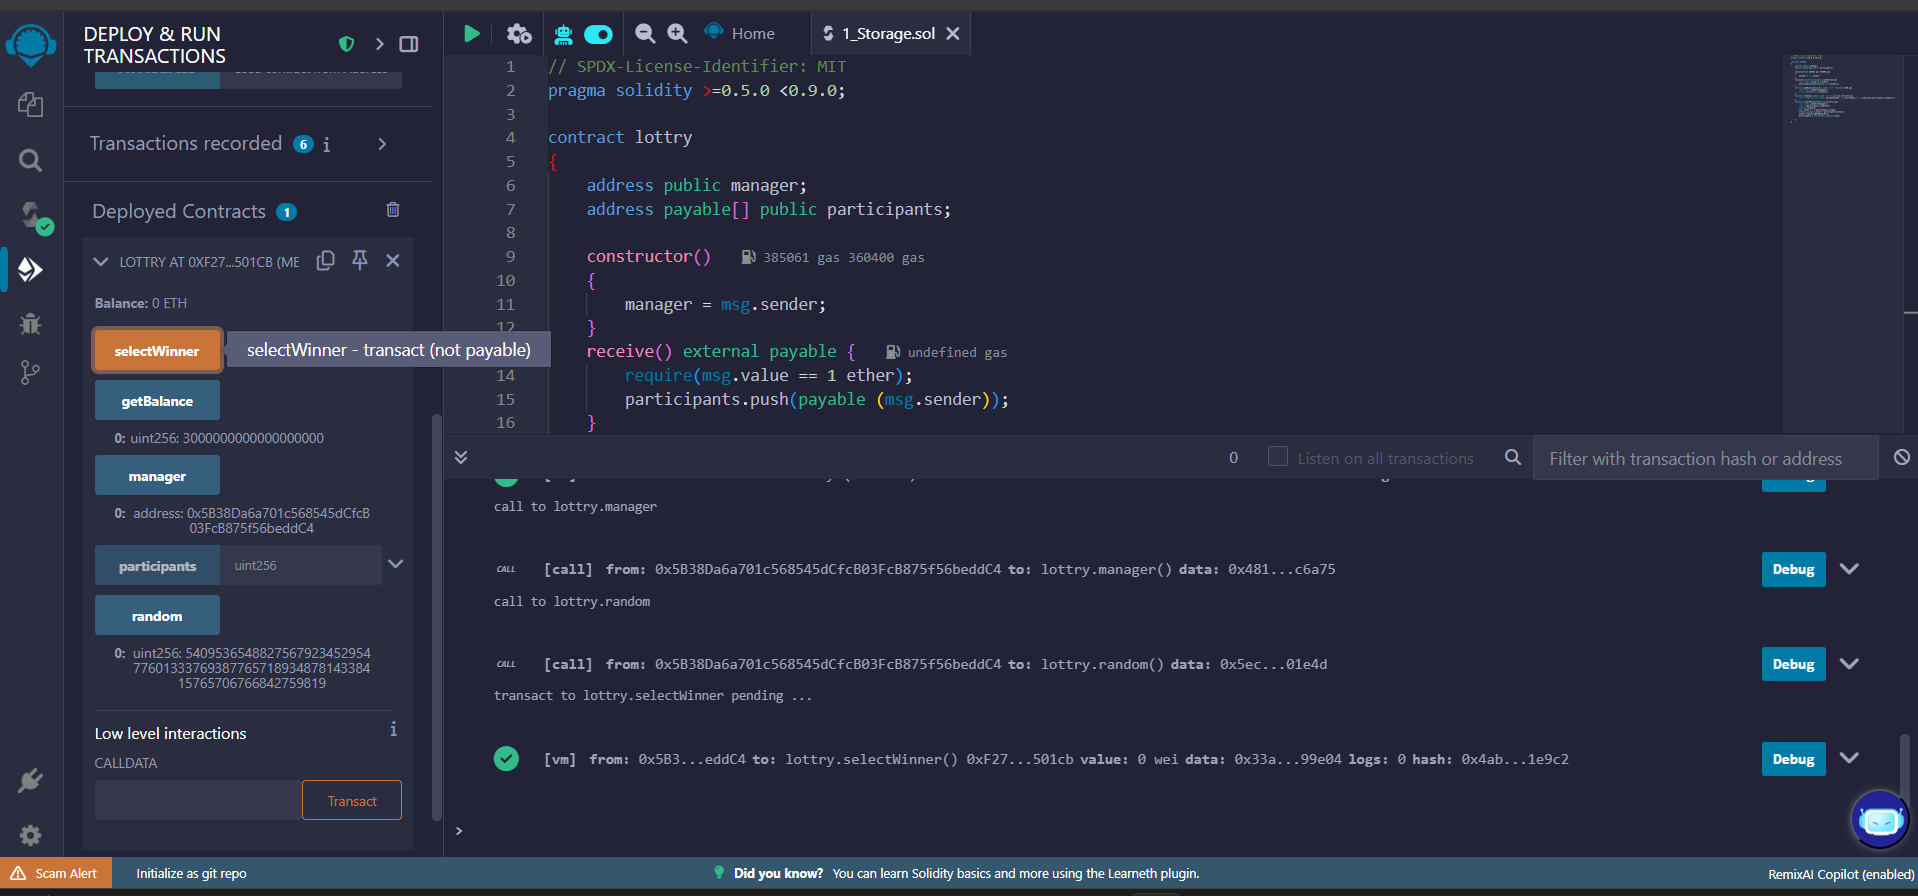 DEPLOY & RUN
TRANSACTIONS
Transactions recorded 6 i
Deployed Contracts 1
LOTTRY AT 0XF27...501CB (ME
Balance: 0 ETH
selectWinner
selectWinner - transact (not payable)
getBalance
0: uint256: 3000000000000000000
manager
0: address: 0x5B38Da6a701c568545dCfcB
03FcB875f56beddC4
participants uint256
random
0: uint256: 5409536548827567923452954
7760133376938776571893487814338 4
15765706766842759819
Low level interactions i
CALLDATA
Transact
Home
1_Storage.sol
1 // SPDX-License-Identifier: MIT
2 pragma solidity >=0.5.0 <0.9.0;
3
4 contract lottry
5 {
6 address public manager;
7 address payable[] public participants;
8
9 constructor() 385061 gas 360400 gas
10 {
11 manager = msg.sender;
12 }
receive() external payable { undefined gas
14 require(msg.value == 1 ether);
15 participants.push(payable (msg.sender));
16 }
0 Listen on all transactions Filter with transaction hash or address
call to lottry.manager
CALL [call] from: 0x5B38Da6a701c568545dCfcB03FcB875f56beddC4 to: lottry.manager() data: 0x481...c6a75 Debug
call to lottry.random
CALL [call] from: 0x5B38Da6a701c568545dCfcB03FcB875f56beddC4 to: lottry.random() data: 0x5ec...01e4d Debug
transact to lottry.selectWinner pending ...
[vm] from: 0x5B3...eddC4 to: lottry.selectWinner() 0xF27...501cb value: 0 wei data: 0x33a...99e04 logs: 0 hash: 0x4ab...1e9c2 Debug
>
Scam Alert Initialize as git repo Did you know? You can learn Solidity basics and more using the Learneth plugin. RemixAI Copilot (enabled)